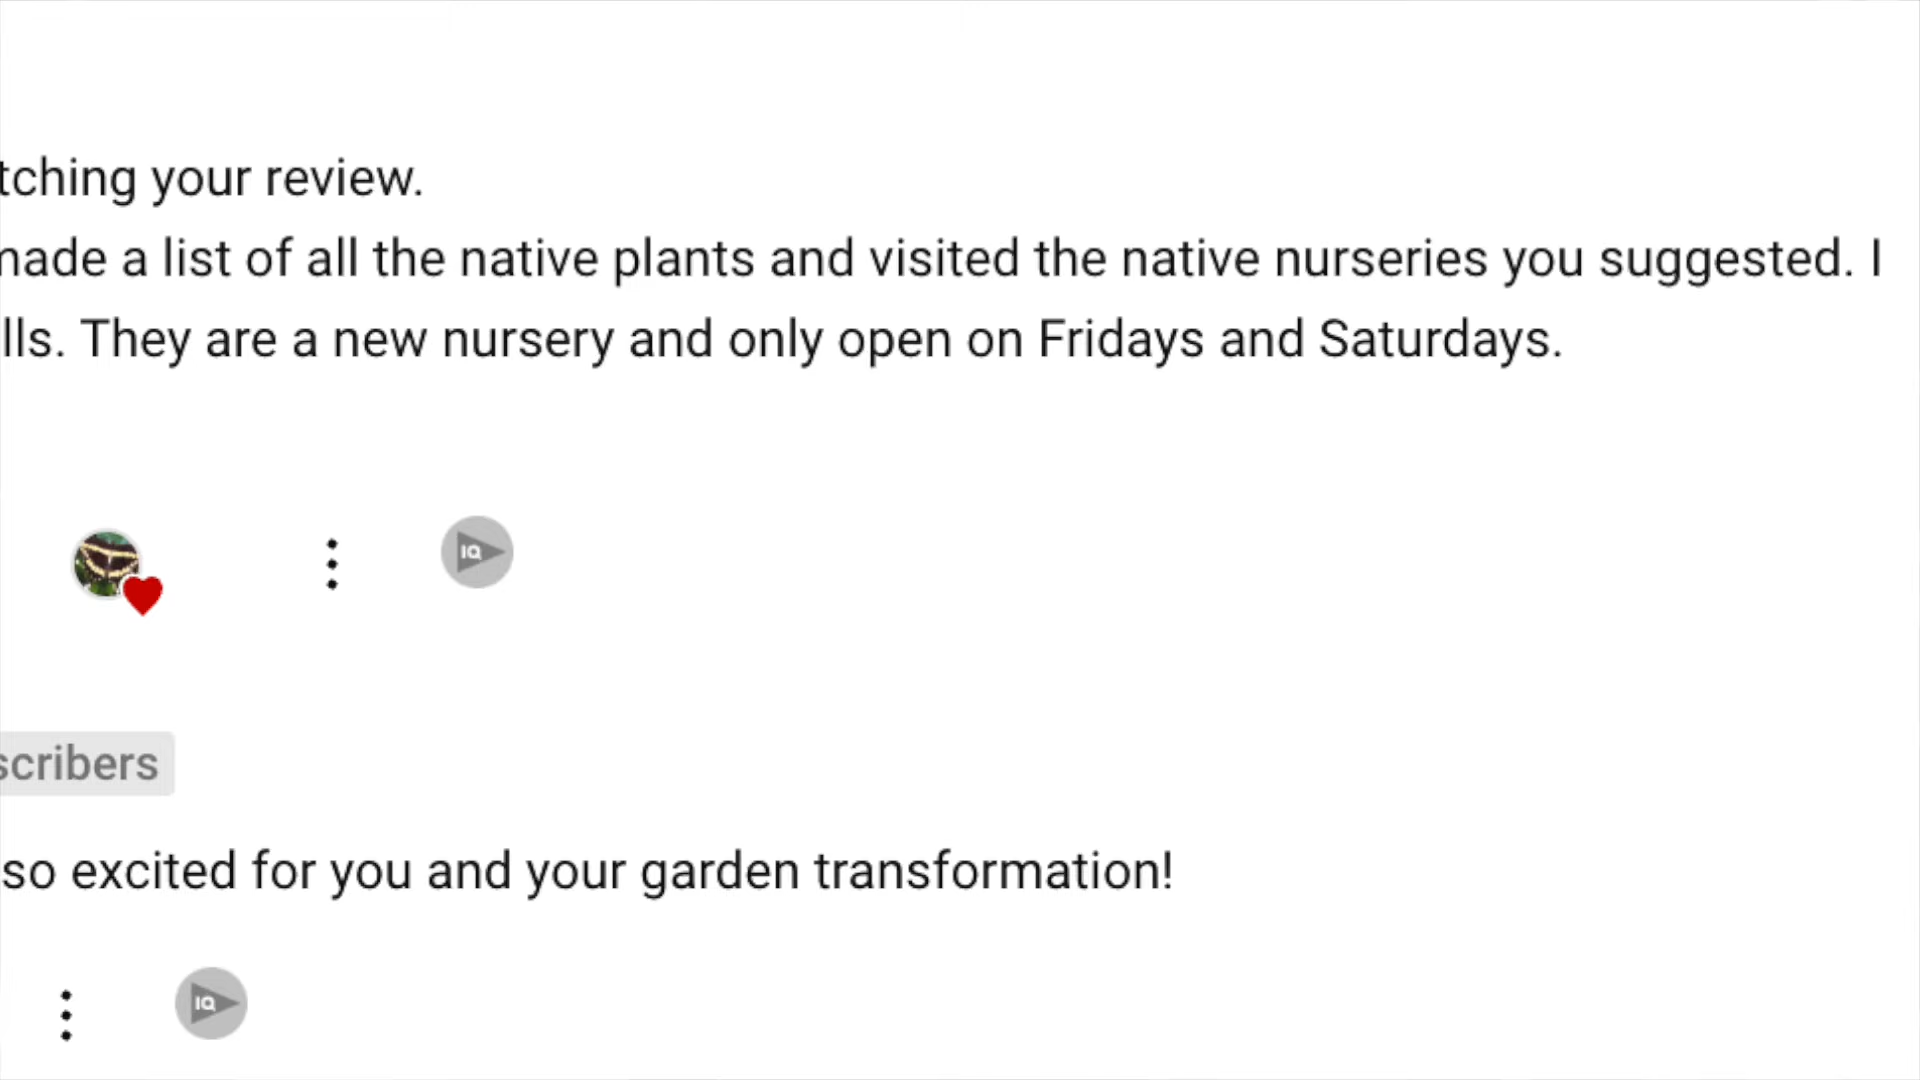 tching your review.
made a list of all the native plants and visited the native nurseries you suggested. I
lls. They are a new nursery and only open on Fridays and Saturdays.
IQ
scribers
so excited for you and your garden transformation!
IQ